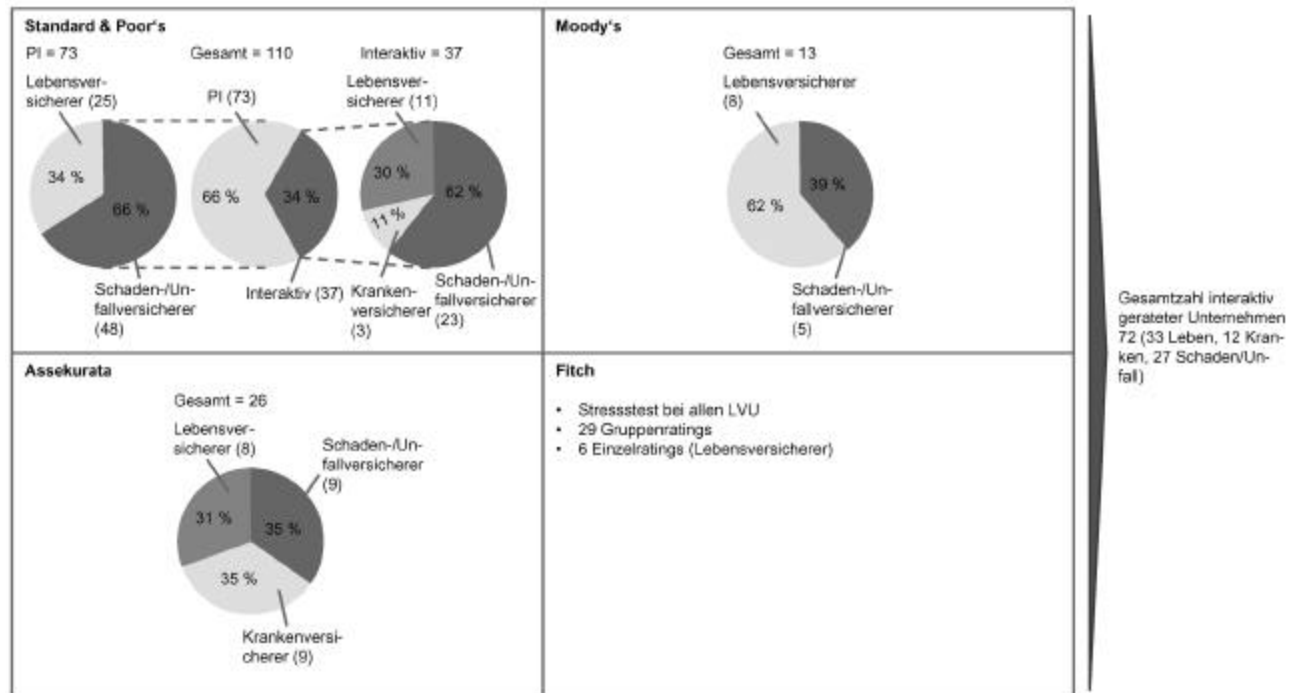 Standard & Poor's
PI = 73
Gesamt = 110
Interaktiv = 37
Lebensver-
sicherer (25)
PI (73)
Lebensver-
sicherer (11)
34 %
66 %
66 %
34 %
30 %
62 %
11 %
Schaden-/Un-
fallversicherer
(48)
Interaktiv (37)
Kranken-
versicherer
(3)
Schaden-/Un-
fallversicherer
(23)
Moody's
Gesamt = 13
Lebensversicherer
(8)
39 %
62 %
Schaden-/Un-
fallversicherer
(5)
Assekurata
Gesamt = 26
Lebensver-
sicherer (8)
Schaden-/Un-
fallversicherer
(9)
31 %
35 %
35 %
Krankenversi-
cherer (9)
Fitch
• Stressstest bei allen LVU
• 29 Gruppenratings
• 6 Einzelratings (Lebensversicherer)
Gesamtzahl interaktiv
gerateter Unternehmen
72 (33 Leben, 12 Kran-
ken, 27 Schaden/Un-
fall)